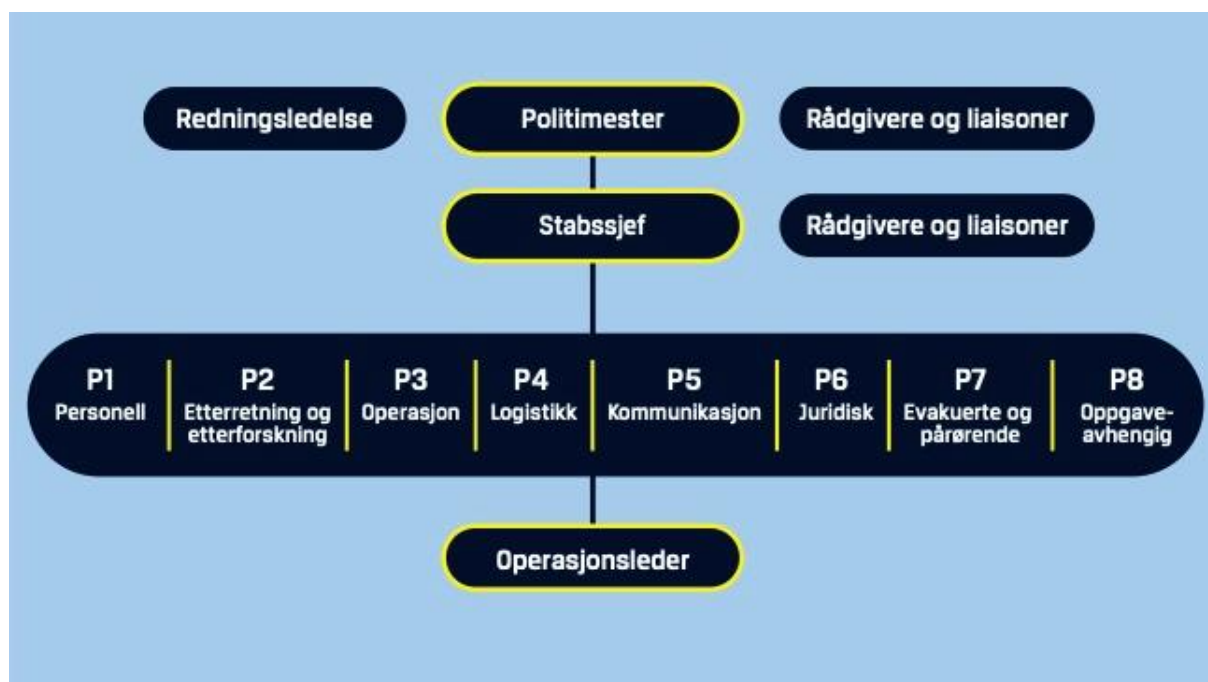 Redningsledelse
Politimester
Rådgivere og liaisoner
Stabssjef
Rådgivere og liaisoner
P1
Personell
P2
Etterretning og
etterforskning
P3
Operasjon
P4
Logistikk
P5
Kommunikasjon
P6
Juridisk
P7
Evakuerte og
pårørende
P8
Oppgave-
avhengig
Operasjonsleder